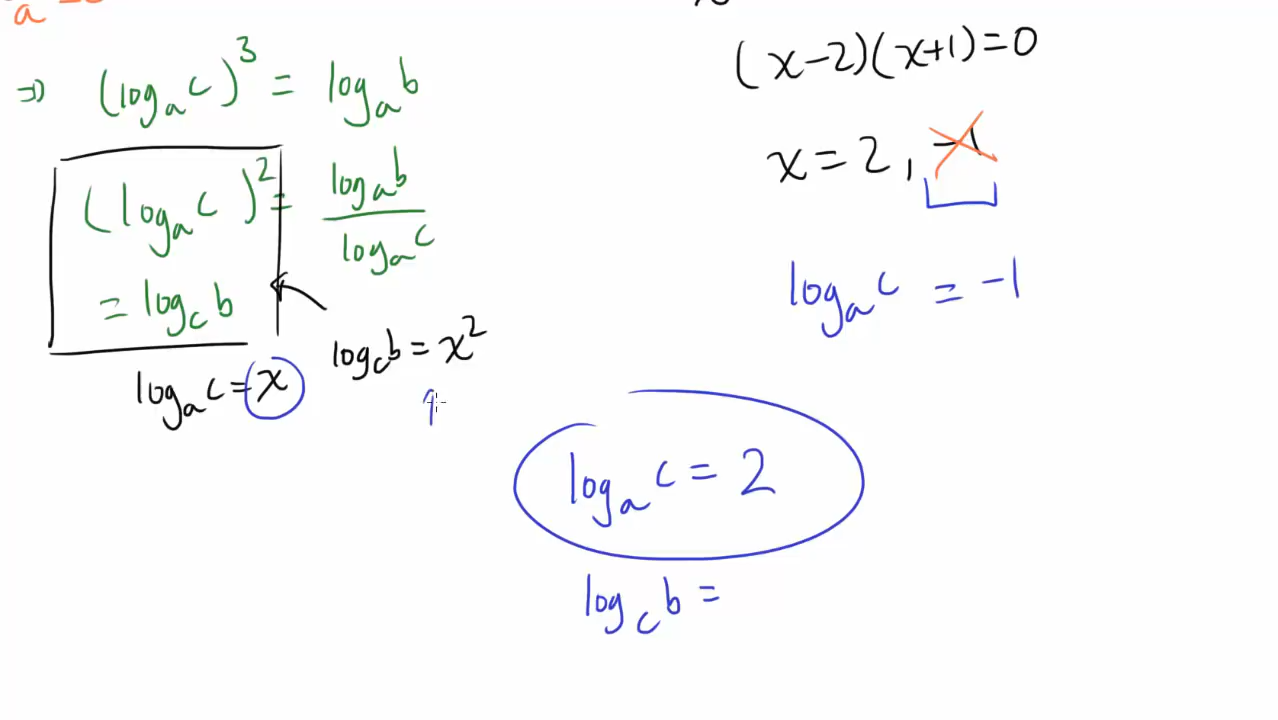 a
⇒ (log_a c)^3 = log_a b
(log_a c)^2 = log_a b / log_a c
= log_c b
log_c b = x^2
log_a c = x
(x-2)(x+1)=0
x = 2, -1
log_a c = -1
log_a c = 2
log_c b =